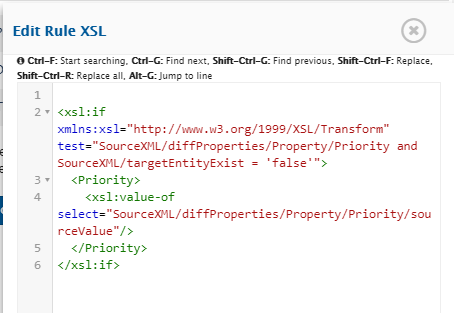 Edit Rule XSL
Ctrl-F: Start searching, Ctrl-G: Find next, Shift-Ctrl-G: Find previous, Shift-Ctrl-F: Replace,
Shift-Ctrl-R: Replace all, Alt-G: Jump to line
1
2 <xsl:if
xmlns:xsl="http://www.w3.org/1999/XSL/Transform"
test="SourceXML/diffProperties/Property/Priority and
SourceXML/targetEntityExist = 'false'">
3 <Priority>
4 <xsl:value-of
select="SourceXML/diffProperties/Property/Priority/sou
rceValue"/>
5 </Priority>
6 </xsl:if>